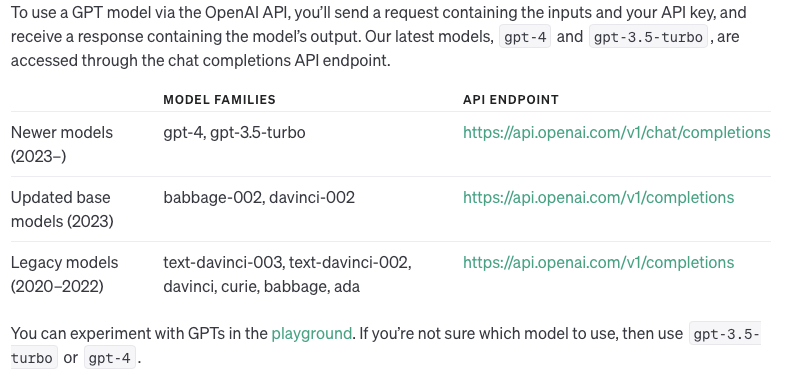 To use a GPT model via the OpenAI API, you’ll send a request containing the inputs and your API key, and
receive a response containing the model’s output. Our latest models, gpt-4 and gpt-3.5-turbo , are
accessed through the chat completions API endpoint.
MODEL FAMILIES API ENDPOINT
Newer models gpt-4, gpt-3.5-turbo https://api.openai.com/v1/chat/completions
(2023–)
Updated base babbage-002, davinci-002 https://api.openai.com/v1/completions
models (2023)
Legacy models text-davinci-003, text-davinci-002, https://api.openai.com/v1/completions
(2020–2022) davinci, curie, babbage, ada
You can experiment with GPTs in the playground. If you’re not sure which model to use, then use gpt-3.5-
turbo or gpt-4 .